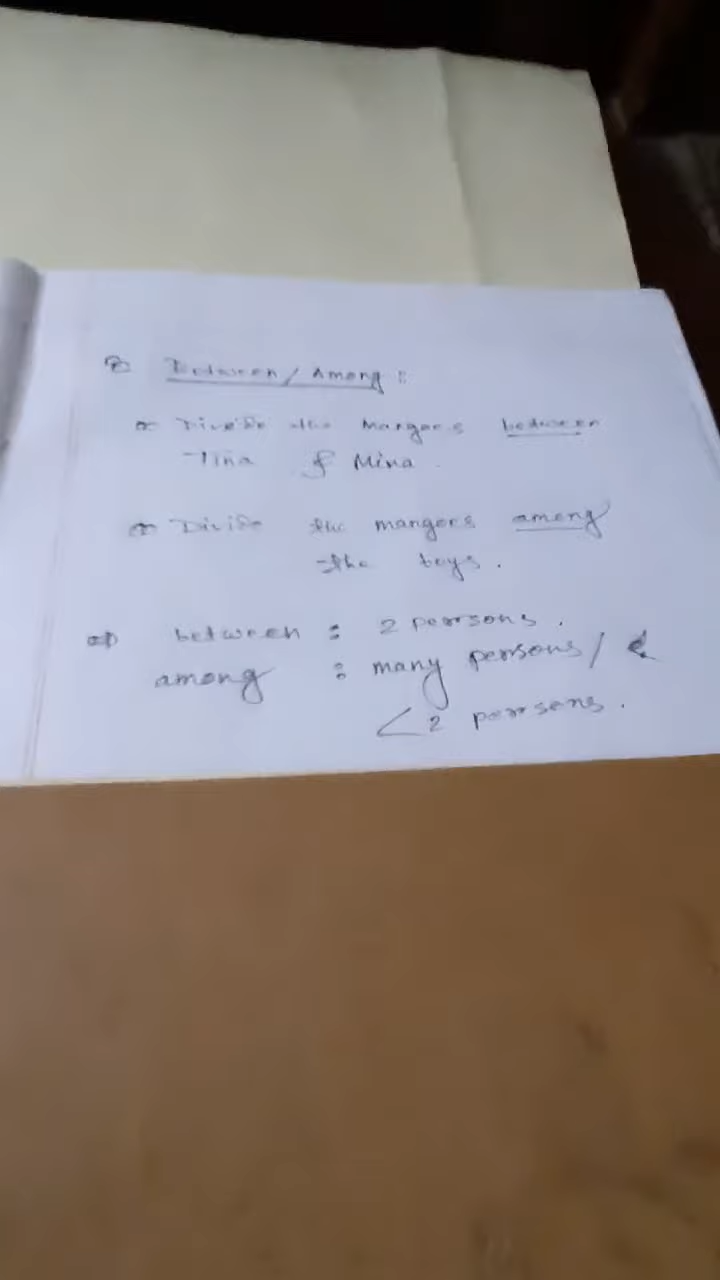 Between / Among :
Divide the Mangoes between
Tina & Mina.
Divide the mangoes among
the boys.
between : 2 persons.
among : many persons /
< 2 persons.